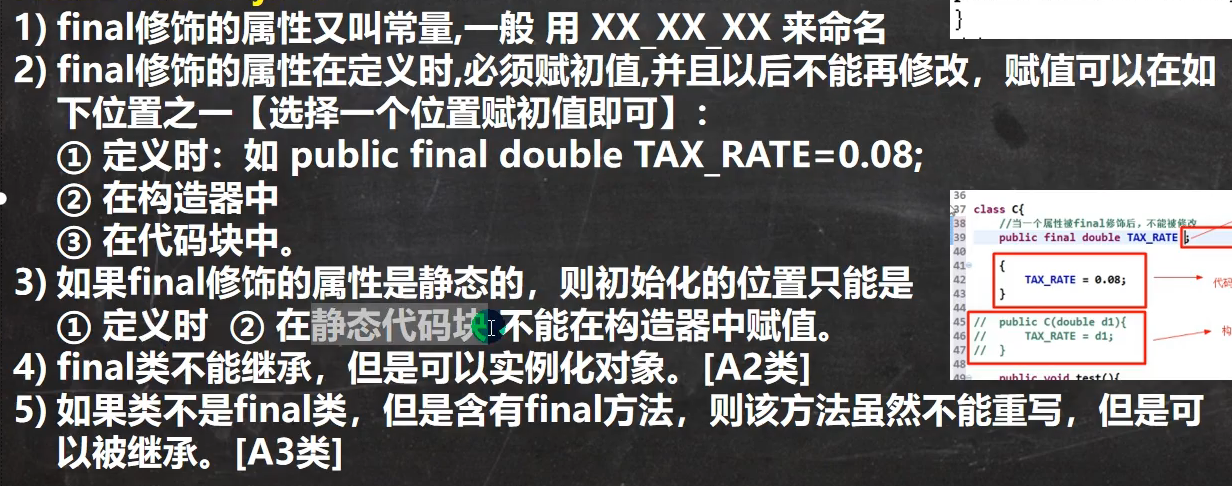 1) final修饰的属性又叫常量,一般 用 XX_XX_XX 来命名
2) final修饰的属性在定义时,必须赋初值,并且以后不能再修改，赋值可以在如
下位置之一【选择一个位置赋初值即可】：
① 定义时：如 public final double TAX_RATE=0.08;
② 在构造器中
③ 在代码块中。
3) 如果final修饰的属性是静态的，则初始化的位置只能是
① 定义时 ② 在静态代码块 不能在构造器中赋值。
4) final类不能继承，但是可以实例化对象。[A2类]
5) 如果类不是final类，但是含有final方法，则该方法虽然不能重写，但是可
以被继承。[A3类]
}
36
37 class C{
38 //当一个属性被final修饰后，不能被修改
39 public final double TAX_RATE ;
40
41 {
42 TAX_RATE = 0.08;
43 }
44
45 // public C(double d1){
46 // TAX_RATE = d1;
47 // }
48
49 public void test(){
代码
构